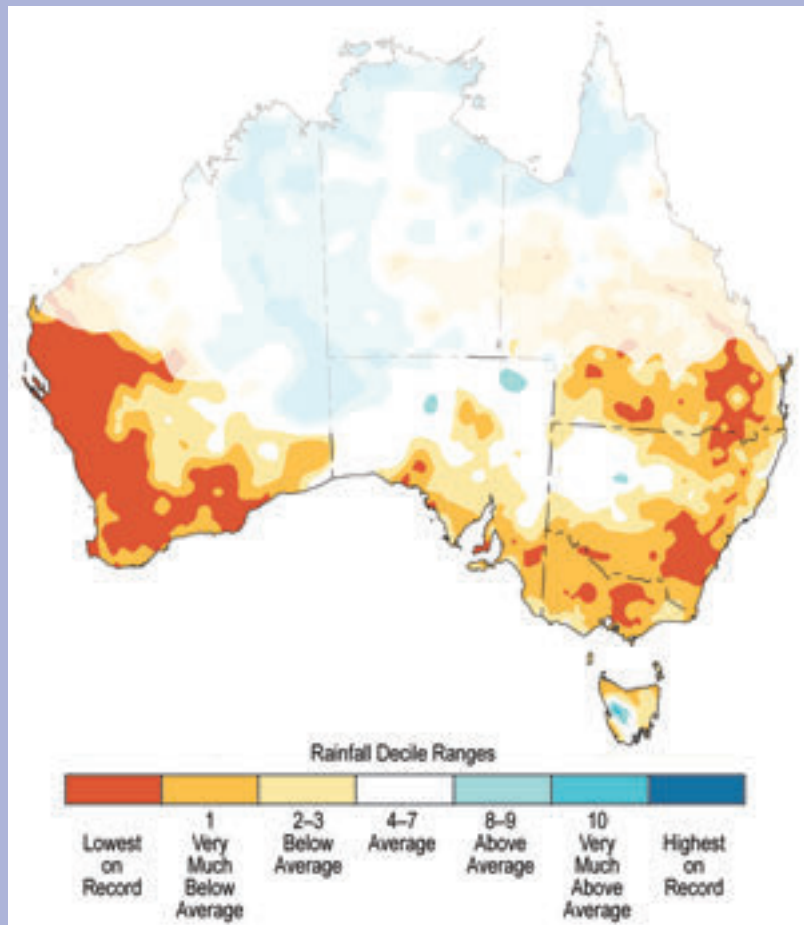 Rainfall Decile Ranges
Lowest on Record
1 Very Much Below Average
2–3 Below Average
4–7 Average
8–9 Above Average
10 Very Much Above Average
Highest on Record